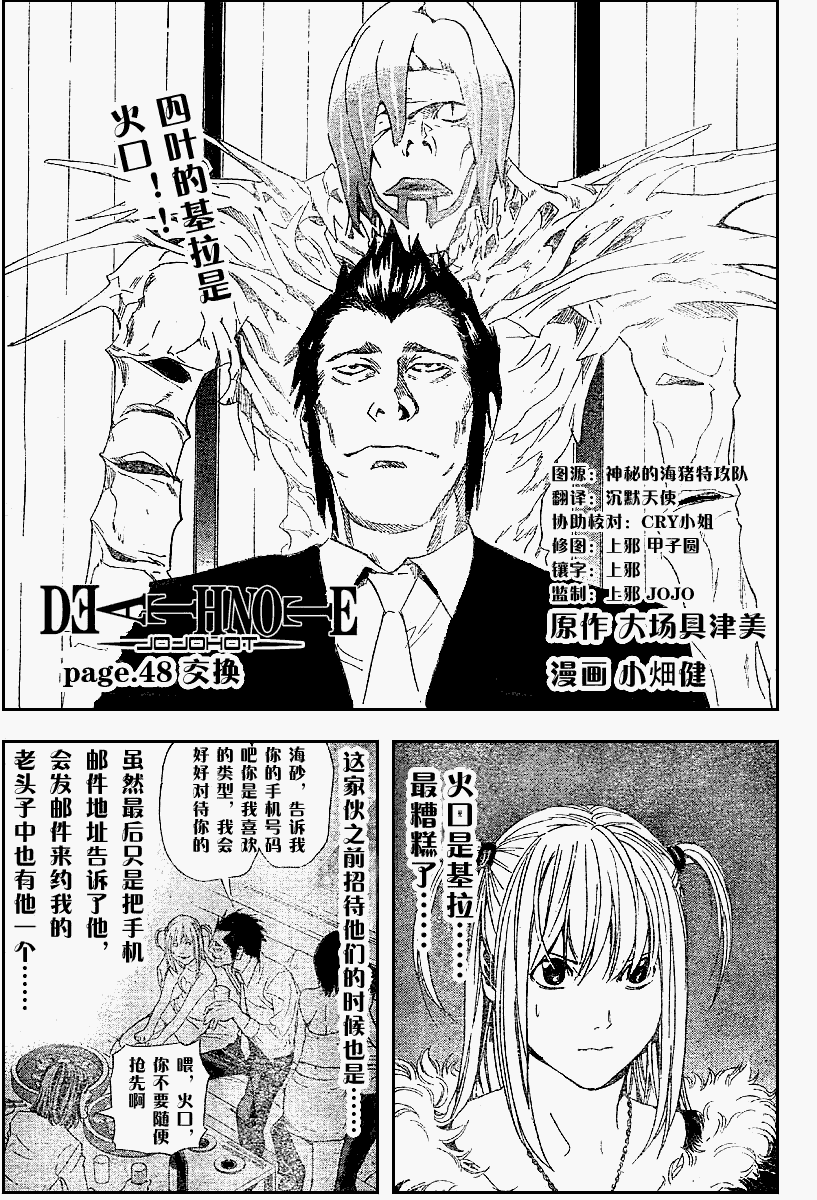 四叶的基拉是
火口！！
图源：神秘的海猪特攻队
翻译：沉默天使
协助核对：CRY小姐
修图：上邪 甲子圆
镶字：上邪
监制：上邪 JOJO
原作 大场具津美
漫画 小畑健
DEATHNOTE
JOJOHOT
page.48 交换
火口是基拉……
最糟糕了……
这家伙之前招待他们的时候也是……
海砂，告诉我
你的手机号码
吧你是我喜欢
的类型，我会
好好对待你的
虽然最后只是把手机
邮件地址告诉了他，
会发邮件来约我的
老头子中也有他一个……
喂，火口，
你不要随便
抢先啊